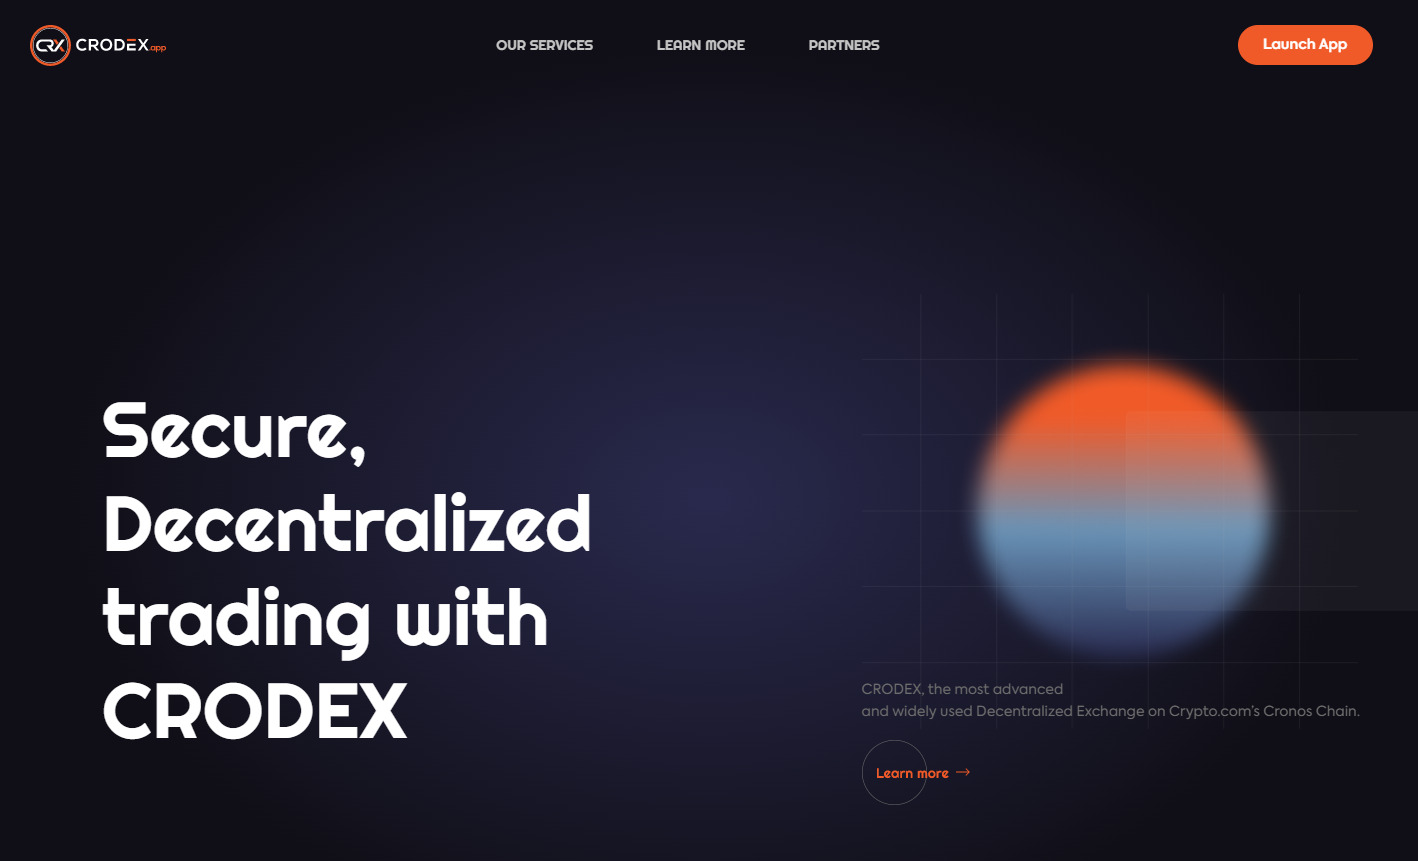 CRX CRODEX.app
OUR SERVICES
LEARN MORE
PARTNERS
Launch App
Secure,
Decentralized
trading with
CRODEX
CRODEX, the most advanced
and widely used Decentralized Exchange on Crypto.com's Cronos Chain.
Learn more →